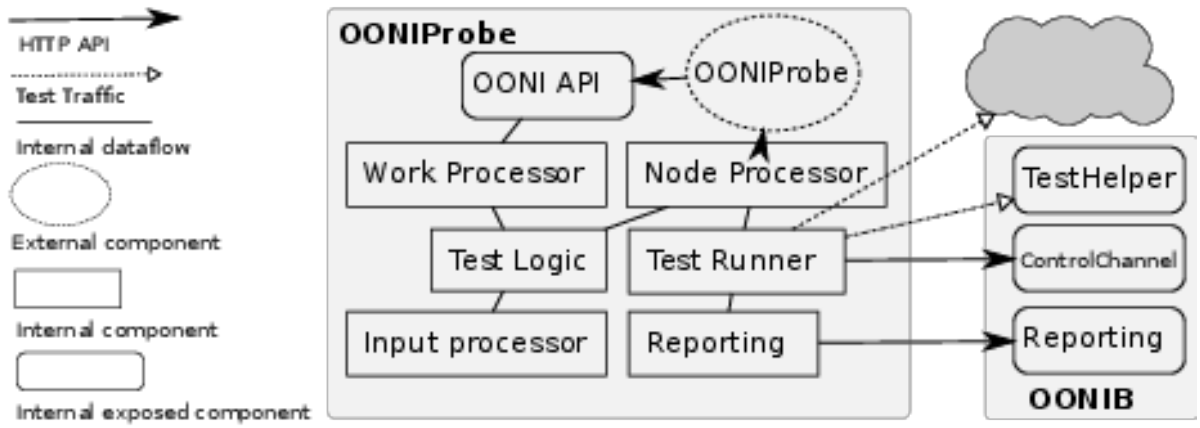 HTTP API
Test Traffic
Internal dataflow
External component
Internal component
Internal exposed component
OONIProbe
OONI API
OONIProbe
Work Processor
Node Processor
Test Logic
Test Runner
Input processor
Reporting
TestHelper
ControlChannel
Reporting
OONIB